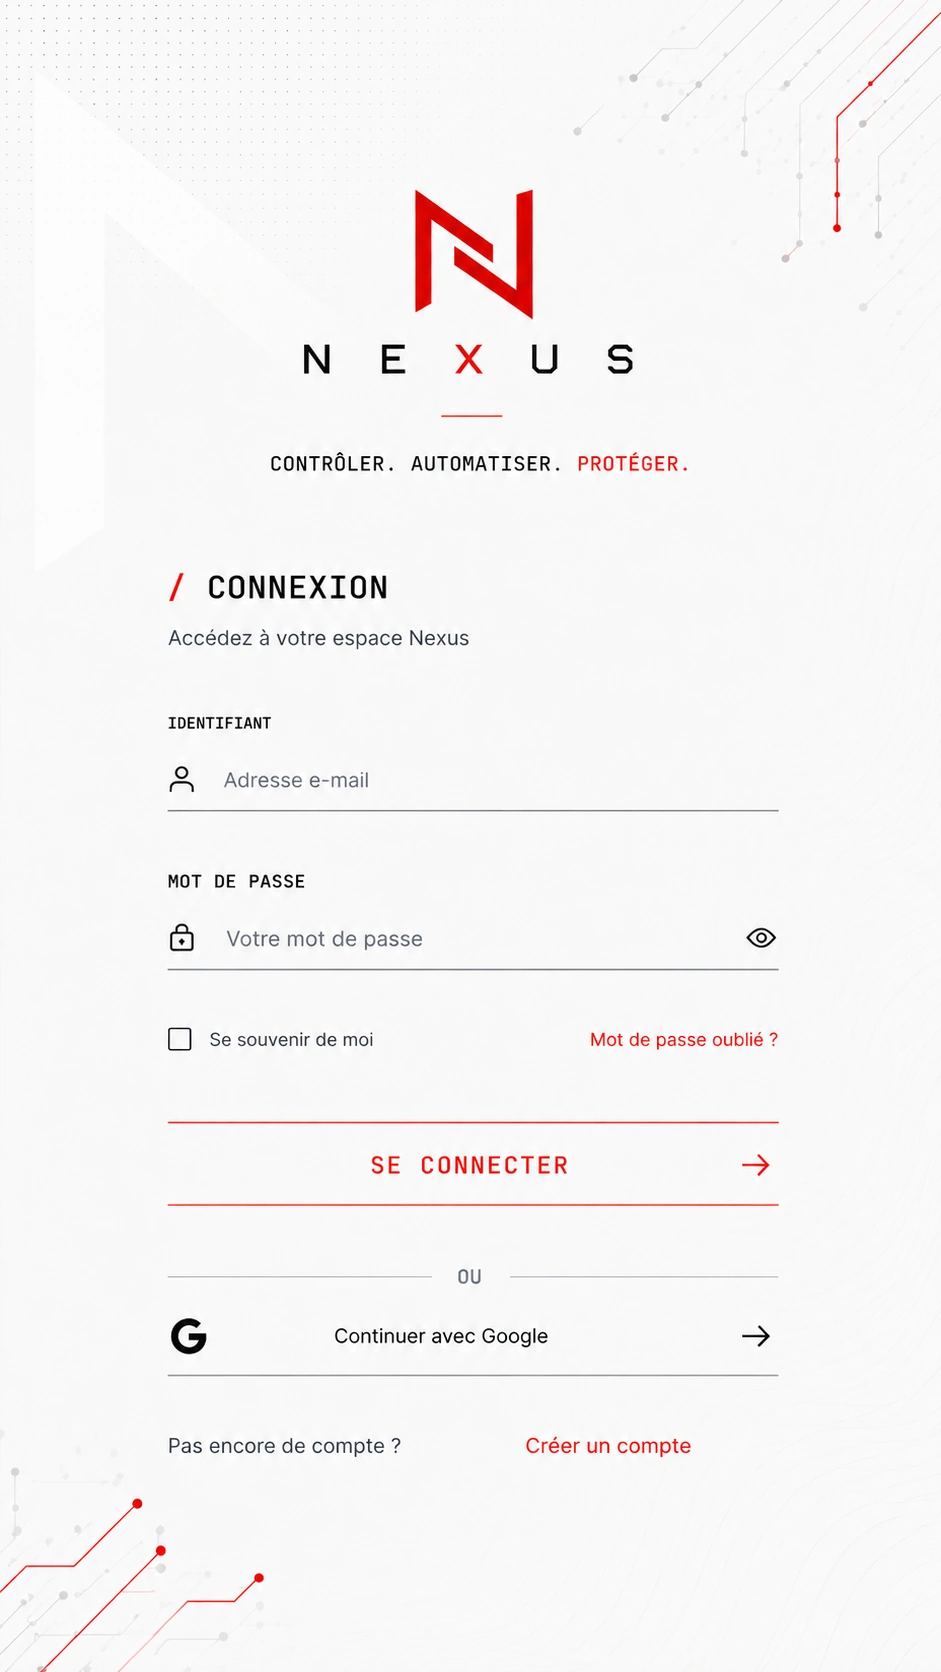 NEXUS
CONTRÔLER. AUTOMATISER. PROTÉGER.
/ CONNEXION
Accédez à votre espace Nexus
IDENTIFIANT
Adresse e-mail
MOT DE PASSE
Votre mot de passe
Se souvenir de moi
Mot de passe oublié ?
SE CONNECTER
OU
Continuer avec Google
Pas encore de compte ?
Créer un compte